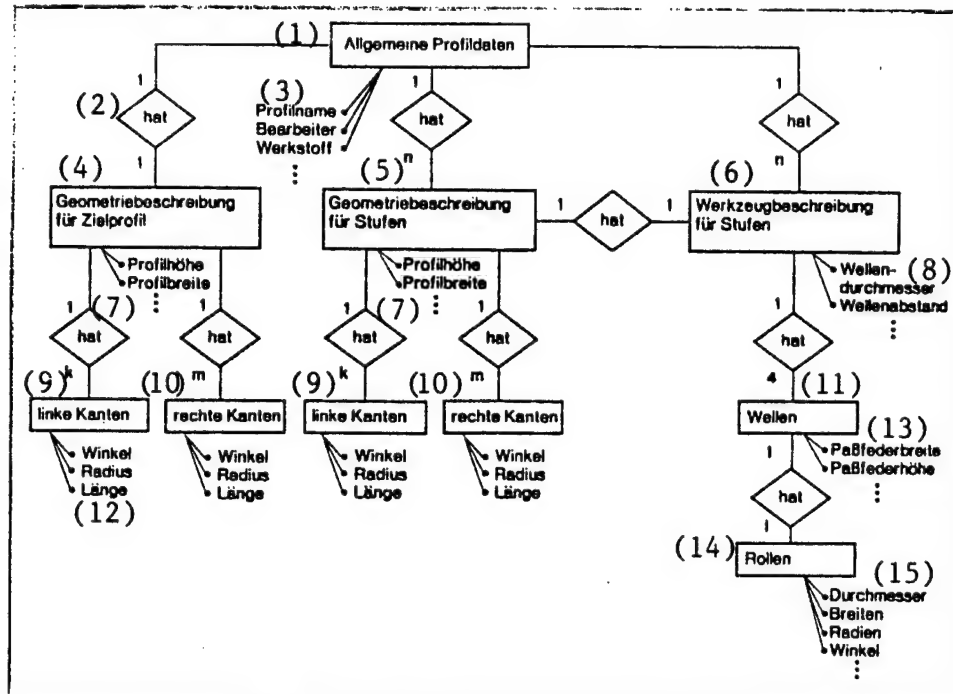 (1)
Allgemeine Profildaten
1
1
1
(2)
hat
(3)
Profilname
Bearbeiter
Werkstoff
hat
hat
1
n
n
(4)
(5)
(6)
Geometriebeschreibung
für Zielprofil
Geometriebeschreibung
für Stufen
1
hat
1
Werkzeugbeschreibung
für Stufen
Profilhöhe
Profilbreite
Profilhöhe
Profilbreite
Wellen-
durchmesser
Wellenabstand
(8)
1
(7)
1
1
(7)
1
1
hat
hat
hat
hat
hat
(9)
k
(10)
m
(9)
k
(10)
m
4
(11)
linke Kanten
rechte Kanten
linke Kanten
rechte Kanten
Wellen
Winkel
Radius
Länge
Winkel
Radius
Länge
Winkel
Radius
Länge
Winkel
Radius
Länge
(12)
1
(13)
Paßfederbreite
Paßfederhöhe
hat
1
(14)
Rollen
(15)
Durchmesser
Breiten
Radien
Winkel